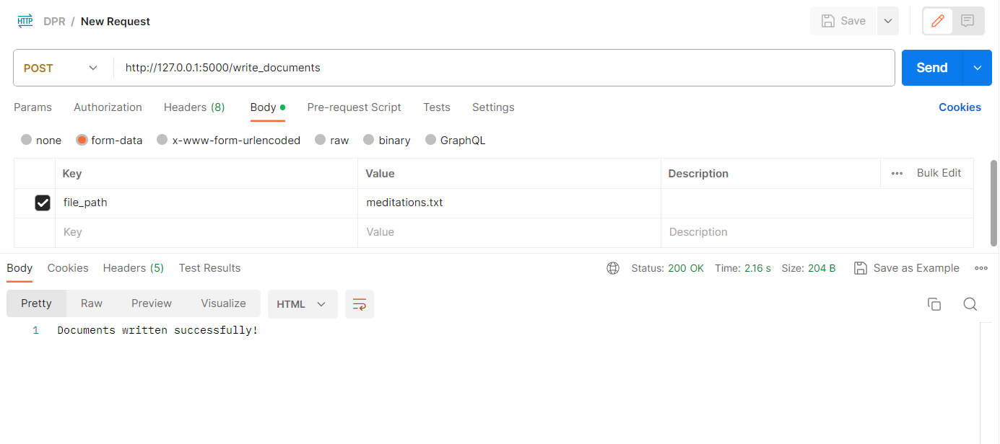 HTTP DPR / New Request Save
POST http://127.0.0.1:5000/write_documents Send
Params Authorization Headers (8) Body Pre-request Script Tests Settings Cookies
none form-data x-www-form-urlencoded raw binary GraphQL
Key Value Description Bulk Edit
file_path meditations.txt
Key Value Description
Body Cookies Headers (5) Test Results Status: 200 OK Time: 2.16 s Size: 204 B Save as Example
Pretty Raw Preview Visualize HTML
1 Documents written successfully!